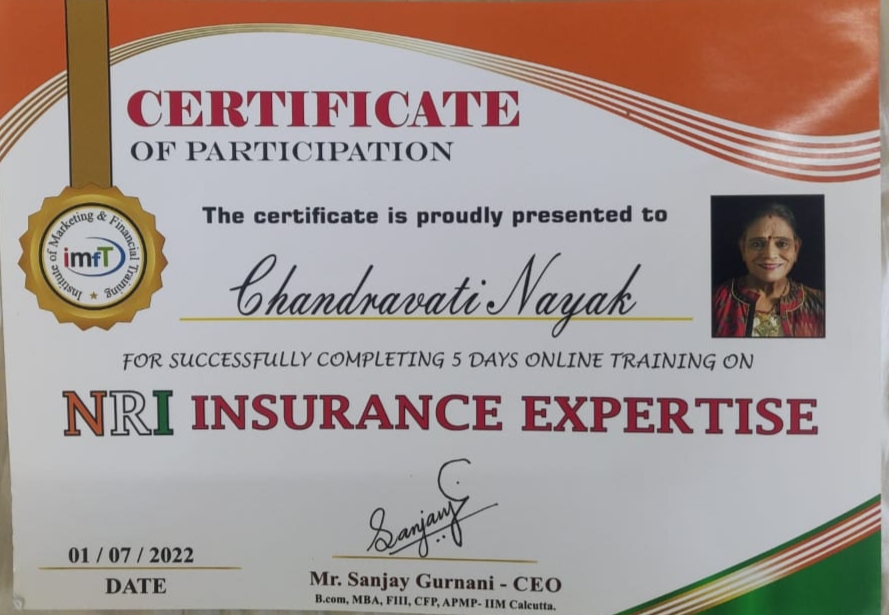 CERTIFICATE
OF PARTICIPATION
The certificate is proudly presented to
Institute of Marketing & Financial Training
imfT
Chandravati Nayak
FOR SUCCESSFULLY COMPLETING 5 DAYS ONLINE TRAINING ON
NRI INSURANCE EXPERTISE
Sanjay
01 / 07 / 2022
DATE
Mr. Sanjay Gurnani - CEO
B.com, MBA, FIII, CFP, APMP- IIM Calcutta.